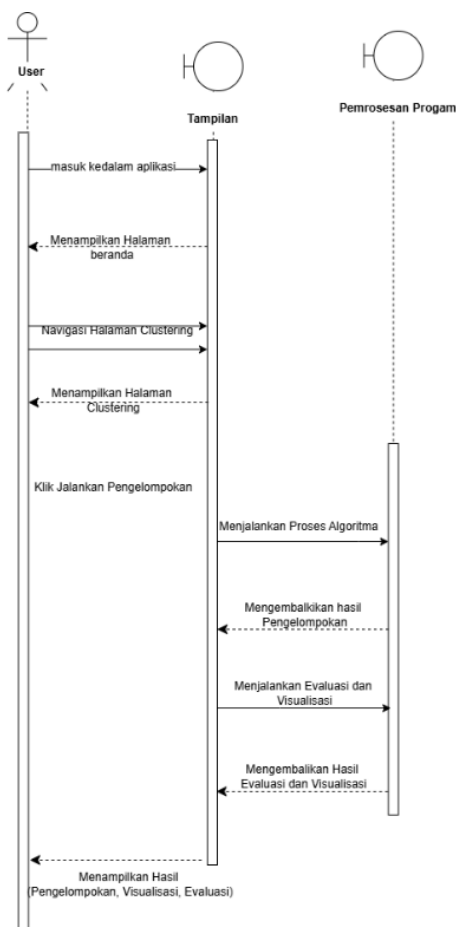 User
Tampilan
Pemrosesan Progam
masuk kedalam aplikasi
Menampilkan Halaman
beranda
Navigasi Halaman Clustering
Menampilkan Halaman
Clustering
Klik Jalankan Pengelompokan
Menjalankan Proses Algoritma
Mengembalkikan hasil
Pengelompokan
Menjalankan Evaluasi dan
Visualisasi
Mengembalikan Hasil
Evaluasi dan Visualisasi)
Menampilkan Hasil
(Pengelompokan, Visualisasi, Evaluasi)